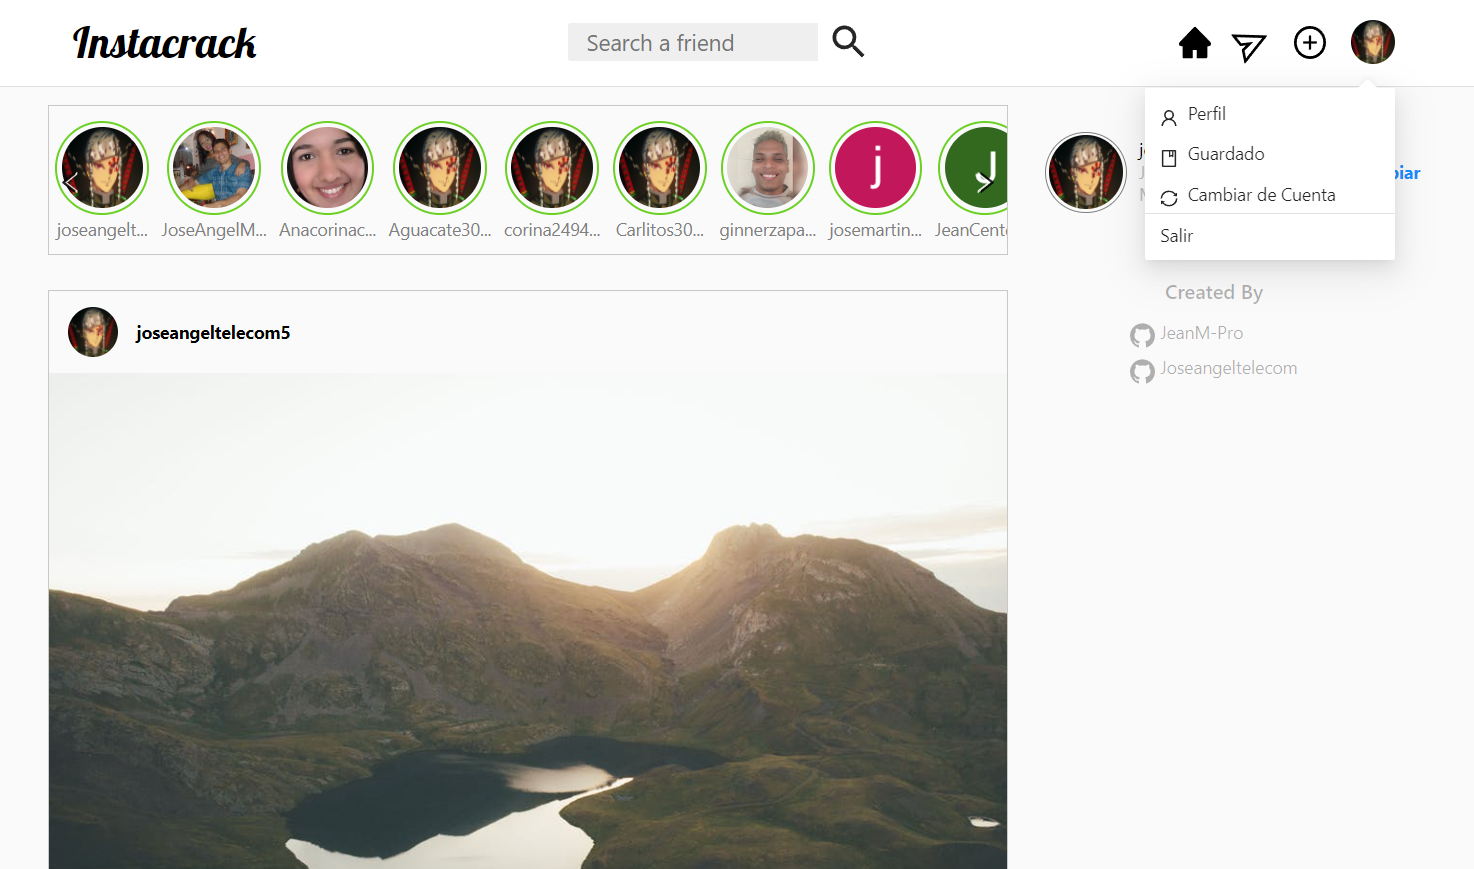 Instacrack
Search a friend
Perfil
Guardado
Cambiar de Cuenta
Salir
joseangelt...
JoseAngelM...
Anacorinac...
Aguacate30...
corina2494...
Carlitos30...
ginnerzapa...
josemartin...
JeanCent
j
J
joseangeltelecom5
Created By
JeanM-Pro
Joseangeltelecom